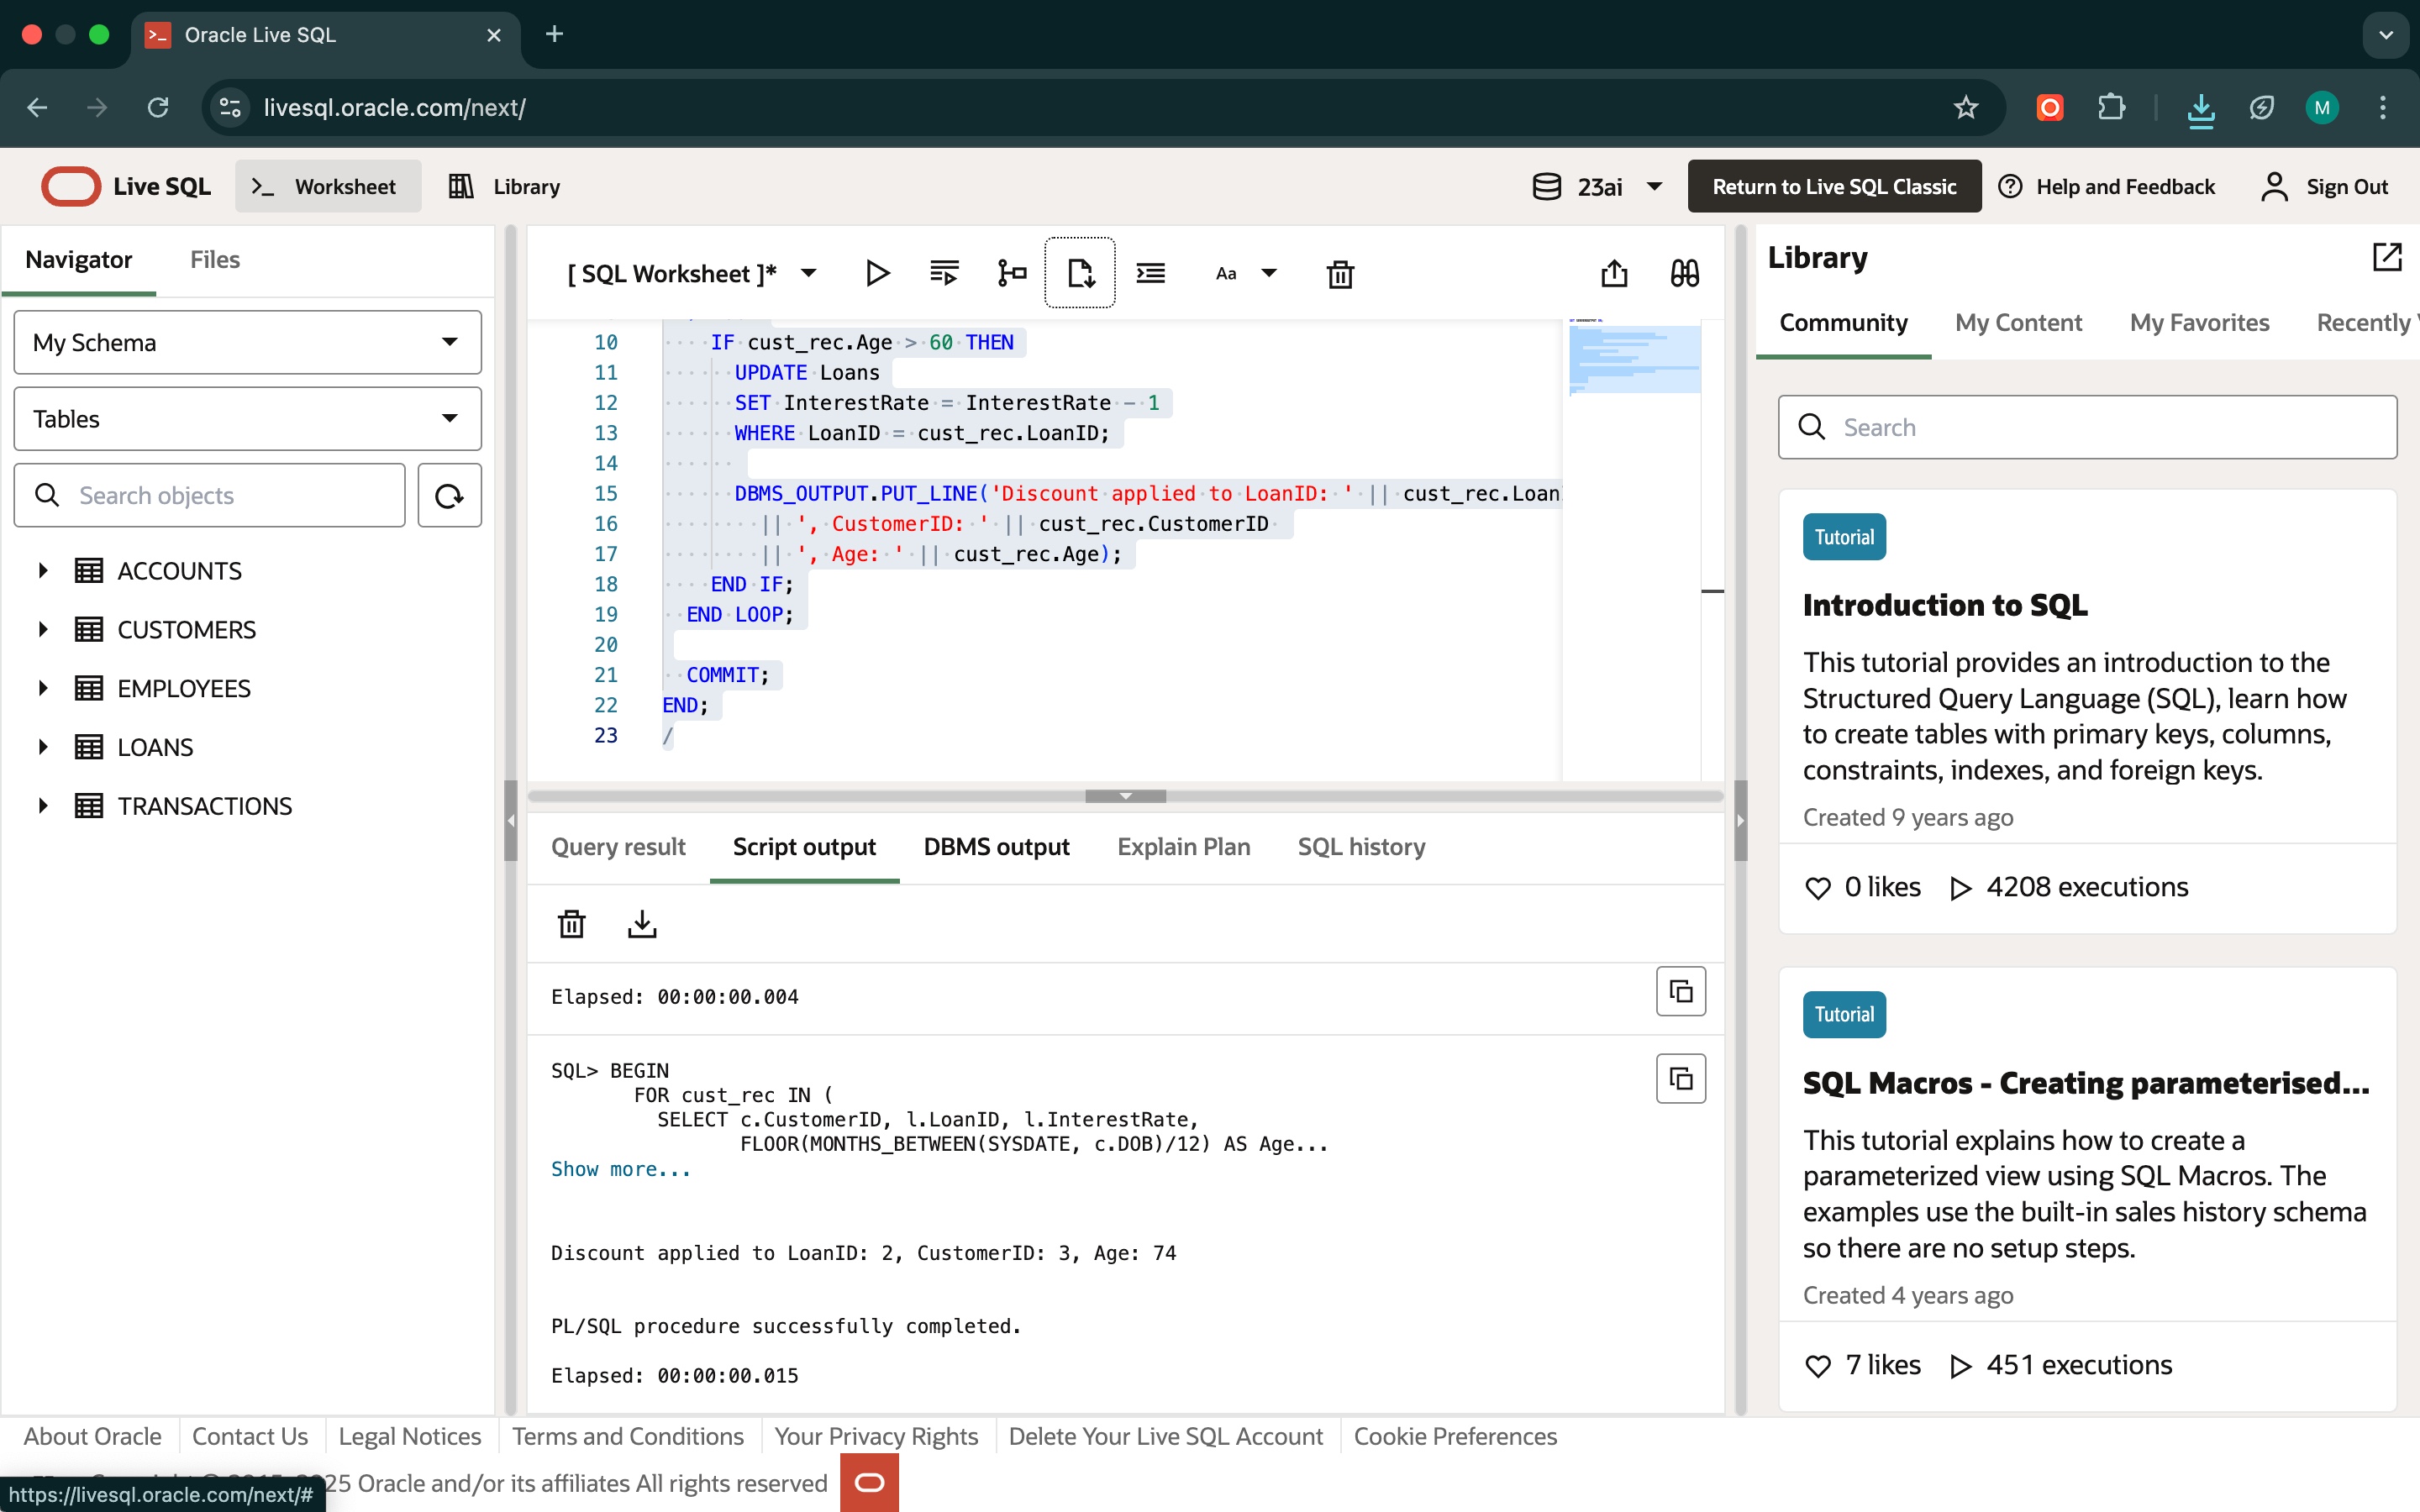 Oracle Live SQL
livesql.oracle.com/next/
M
Live SQL
Worksheet
Library
23ai
Return to Live SQL Classic
Help and Feedback
Sign Out
Navigator
Files
My Schema
Tables
Search objects
ACCOUNTS
CUSTOMERS
EMPLOYEES
LOANS
TRANSACTIONS
[ SQL Worksheet ]*
Aa
10 IF cust_rec.Age > 60 THEN
11 UPDATE Loans
12 SET InterestRate = InterestRate - 1
13 WHERE LoanID = cust_rec.LoanID;
14
15 DBMS_OUTPUT.PUT_LINE('Discount applied to LoanID: ' || cust_rec.Loan
16 || ', CustomerID: ' || cust_rec.CustomerID
17 || ', Age: ' || cust_rec.Age);
18 END IF;
19 END LOOP;
20
21 COMMIT;
22 END;
23 /
Query result
Script output
DBMS output
Explain Plan
SQL history
Elapsed: 00:00:00.004
SQL> BEGIN
FOR cust_rec IN (
SELECT c.CustomerID, l.LoanID, l.InterestRate,
FLOOR(MONTHS_BETWEEN(SYSDATE, c.DOB)/12) AS Age...
Show more...
Discount applied to LoanID: 2, CustomerID: 3, Age: 74
PL/SQL procedure successfully completed.
Elapsed: 00:00:00.015
Library
Community
My Content
My Favorites
Recently
Search
Tutorial
Introduction to SQL
This tutorial provides an introduction to the
Structured Query Language (SQL), learn how
to create tables with primary keys, columns,
constraints, indexes, and foreign keys.
Created 9 years ago
0 likes
4208 executions
Tutorial
SQL Macros - Creating parameterised...
This tutorial explains how to create a
parameterized view using SQL Macros. The
examples use the built-in sales history schema
so there are no setup steps.
Created 4 years ago
7 likes
451 executions
About Oracle
Contact Us
Legal Notices
Terms and Conditions
Your Privacy Rights
Delete Your Live SQL Account
Cookie Preferences
25 Oracle and/or its affiliates All rights reserved
https://livesql.oracle.com/next/#